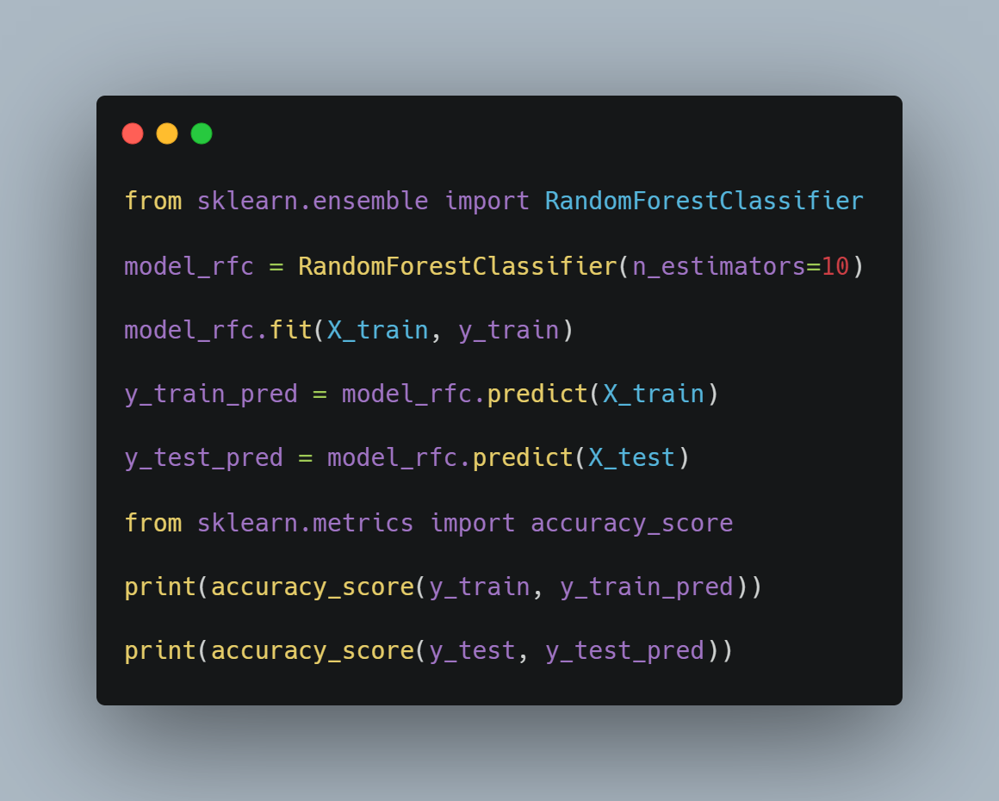 from sklearn.ensemble import RandomForestClassifier
model_rfc = RandomForestClassifier(n_estimators=10)
model_rfc.fit(X_train, y_train)
y_train_pred = model_rfc.predict(X_train)
y_test_pred = model_rfc.predict(X_test)
from sklearn.metrics import accuracy_score
print(accuracy_score(y_train, y_train_pred))
print(accuracy_score(y_test, y_test_pred))